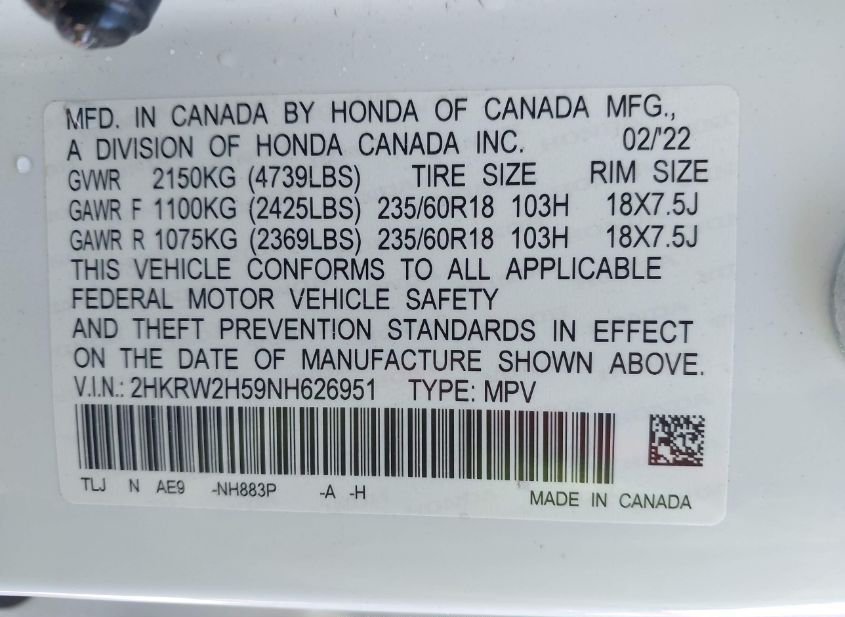 MFD. IN CANADA BY HONDA OF CANADA MFG.,
A DIVISION OF HONDA CANADA INC. 02/'22
GVWR 2150KG (4739LBS) TIRE SIZE RIM SIZE
GAWR F 1100KG (2425LBS) 235/60R18 103H 18X7.5J
GAWR R 1075KG (2369LBS) 235/60R18 103H 18X7.5J
THIS VEHICLE CONFORMS TO ALL APPLICABLE
FEDERAL MOTOR VEHICLE SAFETY
AND THEFT PREVENTION STANDARDS IN EFFECT
ON THE DATE OF MANUFACTURE SHOWN ABOVE.
V.I.N.: 2HKRW2H59NH626951 TYPE: MPV
TLJ N AE9 -NH883P -A -H
MADE IN CANADA